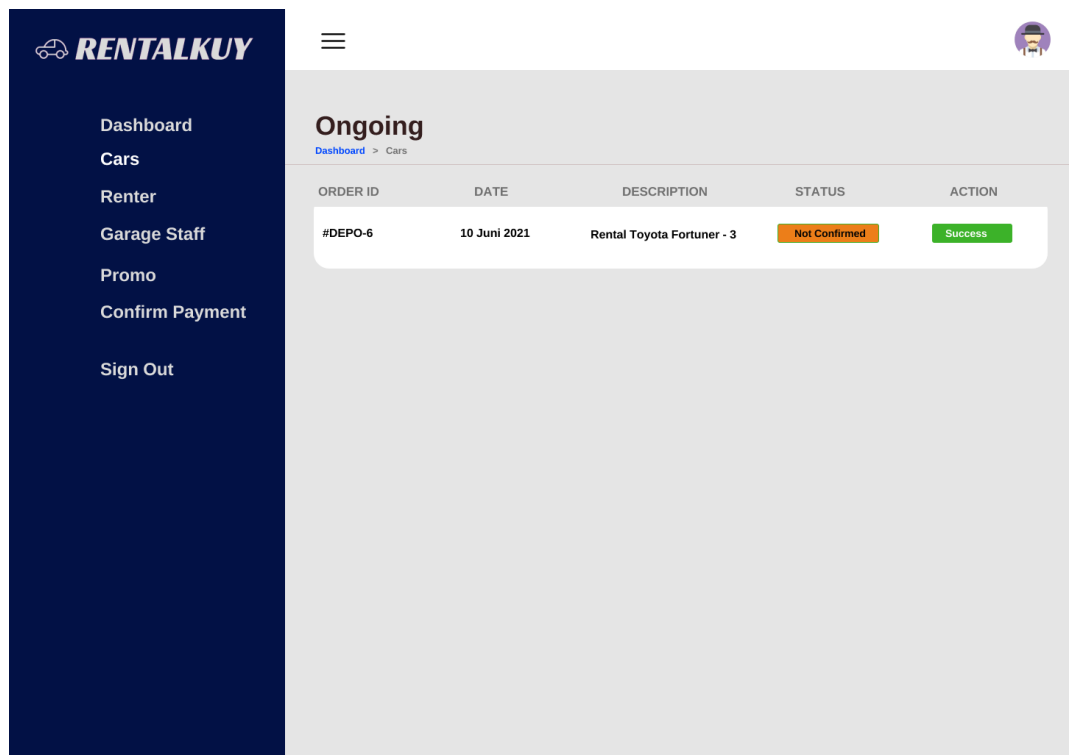 RENTALKUY
Dashboard
Cars
Renter
Garage Staff
Promo
Confirm Payment
Sign Out
Ongoing
Dashboard > Cars
ORDER ID DATE DESCRIPTION STATUS ACTION
#DEPO-6 10 Juni 2021 Rental Toyota Fortuner - 3 Not Confirmed Success